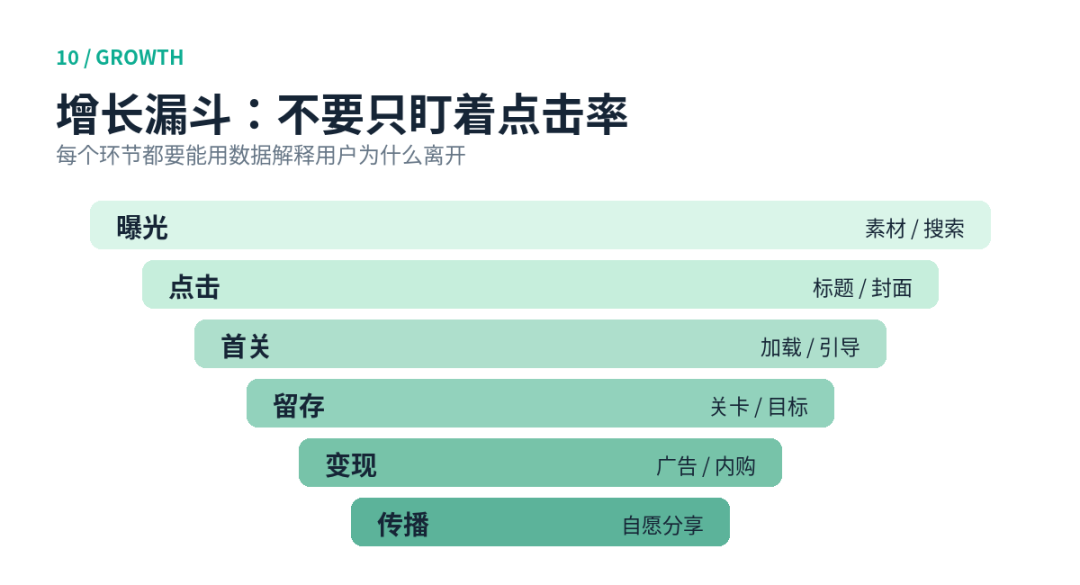 10 / GROWTH
增长漏斗：不要只盯着点击率
每个环节都要能用数据解释用户为什么离开
曝光 素材 / 搜索
点击 标题 / 封面
首关 加载 / 引导
留存 关卡 / 目标
变现 广告 / 内购
传播 自愿分享